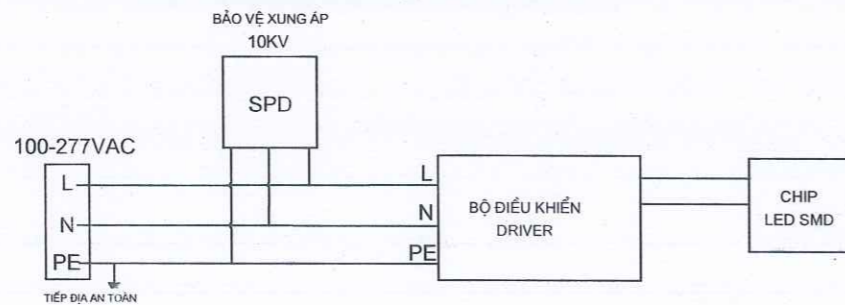 BẢO VỆ XUNG ÁP
10KV
SPD
100-277VAC
L
N
PE
TIẾP ĐỊA AN TOÀN
L
N
PE
BỘ ĐIỀU KHIỂN
DRIVER
CHIP
LED SMD